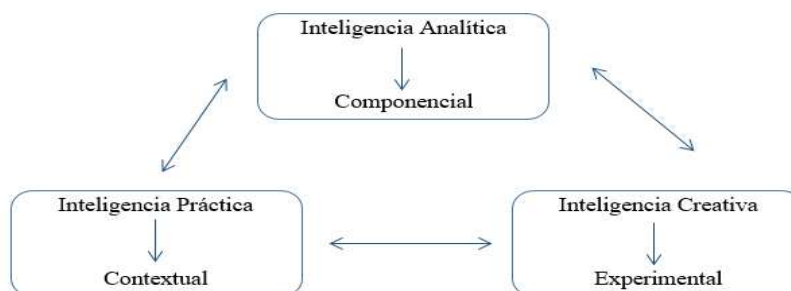 Inteligencia Analítica
Componencial
Inteligencia Práctica
Contextual
Inteligencia Creativa
Experimental